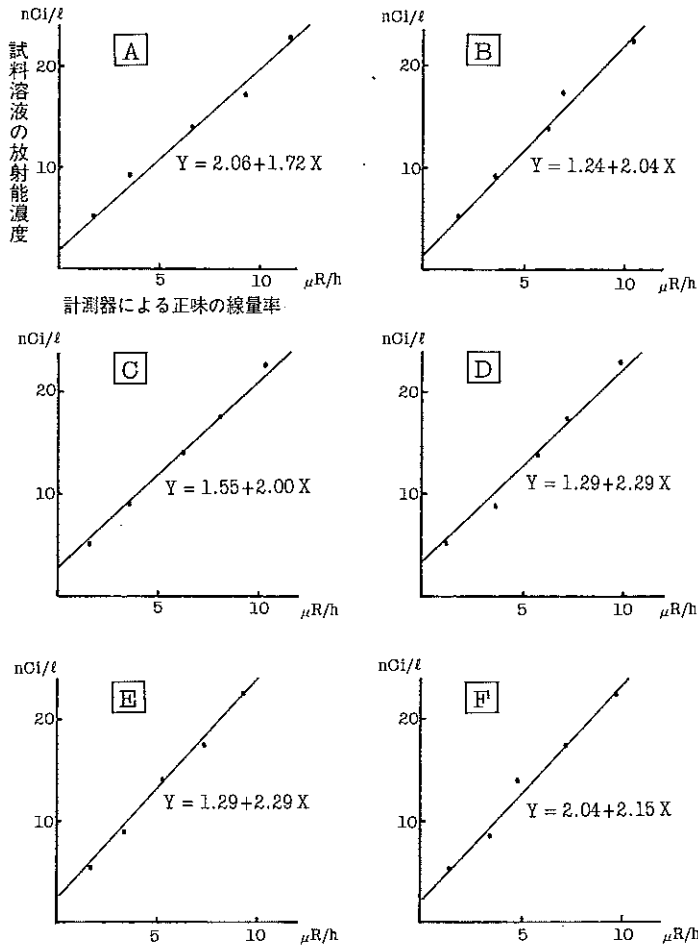 nCi/ℓ
A
20
10
試料溶液の放射能濃度
Y = 2.06+1.72 X
5
10
μR/h
計測器による正味の線量率
nCi/ℓ
B
20
10
Y = 1.24+2.04 X
5
10
μR/h
nCi/ℓ
C
20
10
Y = 1.55+2.00 X
5
10
μR/h
nCi/ℓ
D
20
10
Y = 1.29+2.29 X
5
10
μR/h
nCi/ℓ
E
20
10
Y = 1.29+2.29 X
5
10
μR/h
nCi/ℓ
F
20
10
Y = 2.04+2.15 X
5
10
μR/h